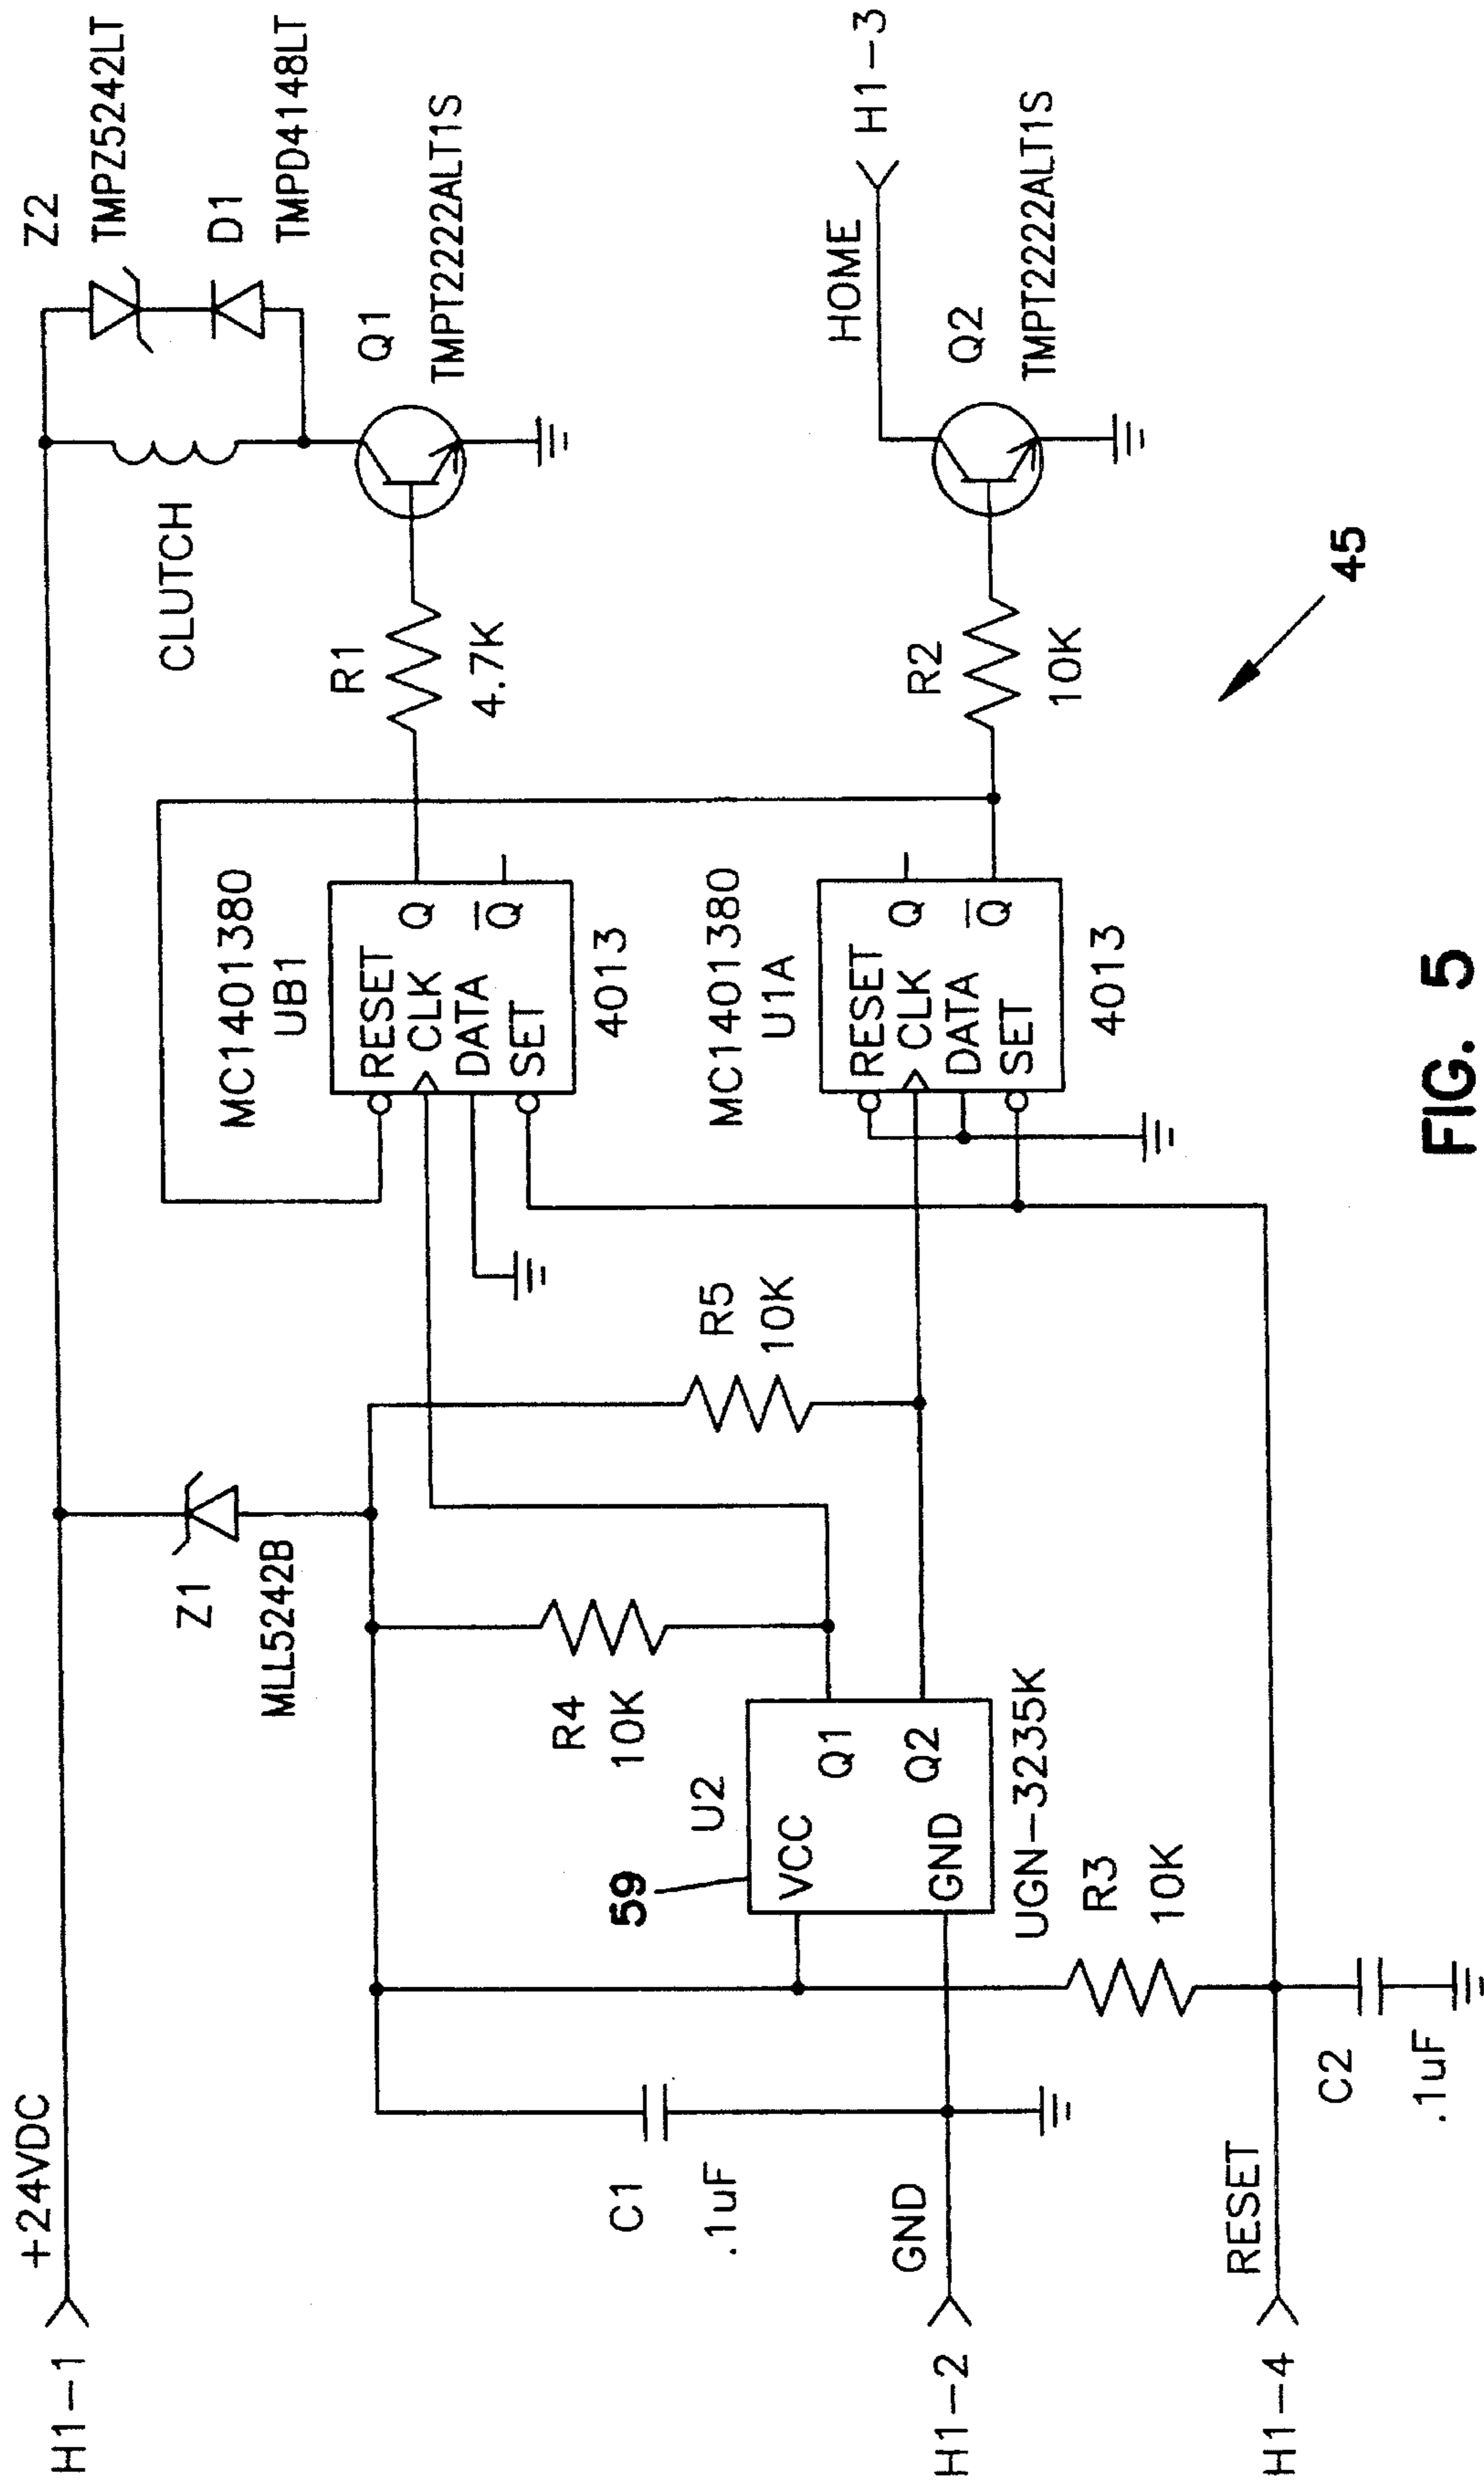 H1-1
+24VDC
Z1
MLL5242B
CLUTCH
Z2
TMPZ5242LT
D1
TMPD4148LT
MC1401380
UB1
RESET
CLK
DATA
SET
Q
Q̅
4013
R1
4.7K
Q1
TMPT2222ALT1S
C1
.1uF
R4
10K
R5
10K
59
U2
VCC
GND
Q1
Q2
UGN-3235K
MC1401380
U1A
RESET
CLK
DATA
SET
Q
Q̅
4013
R2
10K
Q2
TMPT2222ALT1S
HOME
H1-3
H1-2
GND
R3
10K
H1-4
RESET
C2
.1uF
45
FIG. 5